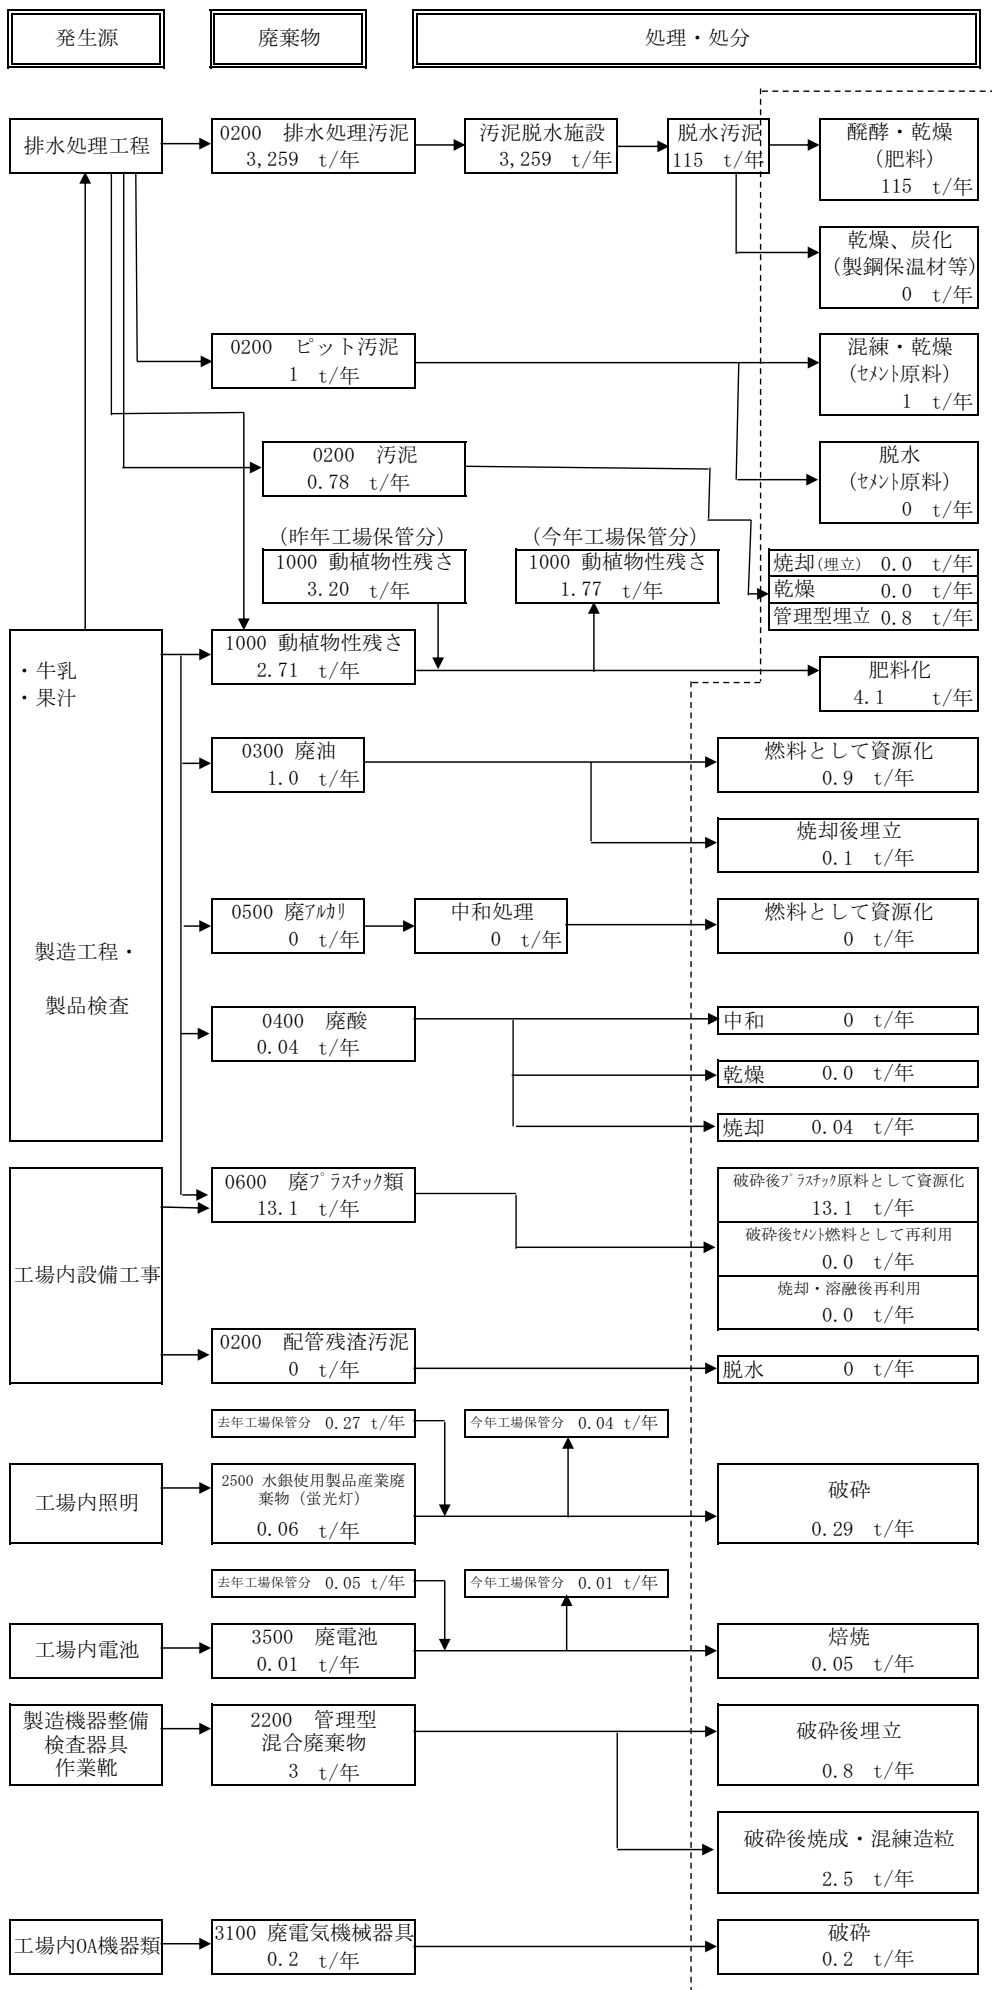 発生源
廃棄物
処理・処分
排水処理工程
0200 排水処理汚泥
3,259 t/年
汚泥脱水施設
3,259 t/年
脱水汚泥
115 t/年
醗酵・乾燥
(肥料)
115 t/年
乾燥、炭化
(製鋼保温材等)
0 t/年
0200 ピット汚泥
1 t/年
混練・乾燥
(ｾﾒﾝﾄ原料)
1 t/年
0200 汚泥
0.78 t/年
脱水
(ｾﾒﾝﾄ原料)
0 t/年
(昨年工場保管分)
1000 動植物性残さ
3.20 t/年
(今年工場保管分)
1000 動植物性残さ
1.77 t/年
焼却(埋立) 0.0 t/年
乾燥 0.0 t/年
管理型埋立 0.8 t/年
・牛乳
・果汁
製造工程・
製品検査
1000 動植物性残さ
2.71 t/年
肥料化
4.1 t/年
0300 廃油
1.0 t/年
燃料として資源化
0.9 t/年
焼却後埋立
0.1 t/年
0500 廃ｱﾙｶﾘ
0 t/年
中和処理
0 t/年
燃料として資源化
0 t/年
0400 廃酸
0.04 t/年
中和 0 t/年
乾燥 0.0 t/年
焼却 0.04 t/年
工場内設備工事
0600 廃ﾌﾟﾗｽﾁｯｸ類
13.1 t/年
破砕後ﾌﾟﾗｽﾁｯｸ原料として資源化
13.1 t/年
破砕後ｾﾒﾝﾄ燃料として再利用
0.0 t/年
焼却・溶融後再利用
0.0 t/年
0200 配管残渣汚泥
0 t/年
脱水 0 t/年
去年工場保管分 0.27 t/年
今年工場保管分 0.04 t/年
工場内照明
2500 水銀使用製品産業廃
棄物（蛍光灯）
0.06 t/年
破砕
0.29 t/年
去年工場保管分 0.05 t/年
今年工場保管分 0.01 t/年
工場内電池
3500 廃電池
0.01 t/年
焙焼
0.05 t/年
製造機器整備
検査器具
作業靴
2200 管理型
混合廃棄物
3 t/年
破砕後埋立
0.8 t/年
破砕後焼成・混練造粒
2.5 t/年
工場内OA機器類
3100 廃電気機械器具
0.2 t/年
破砕
0.2 t/年